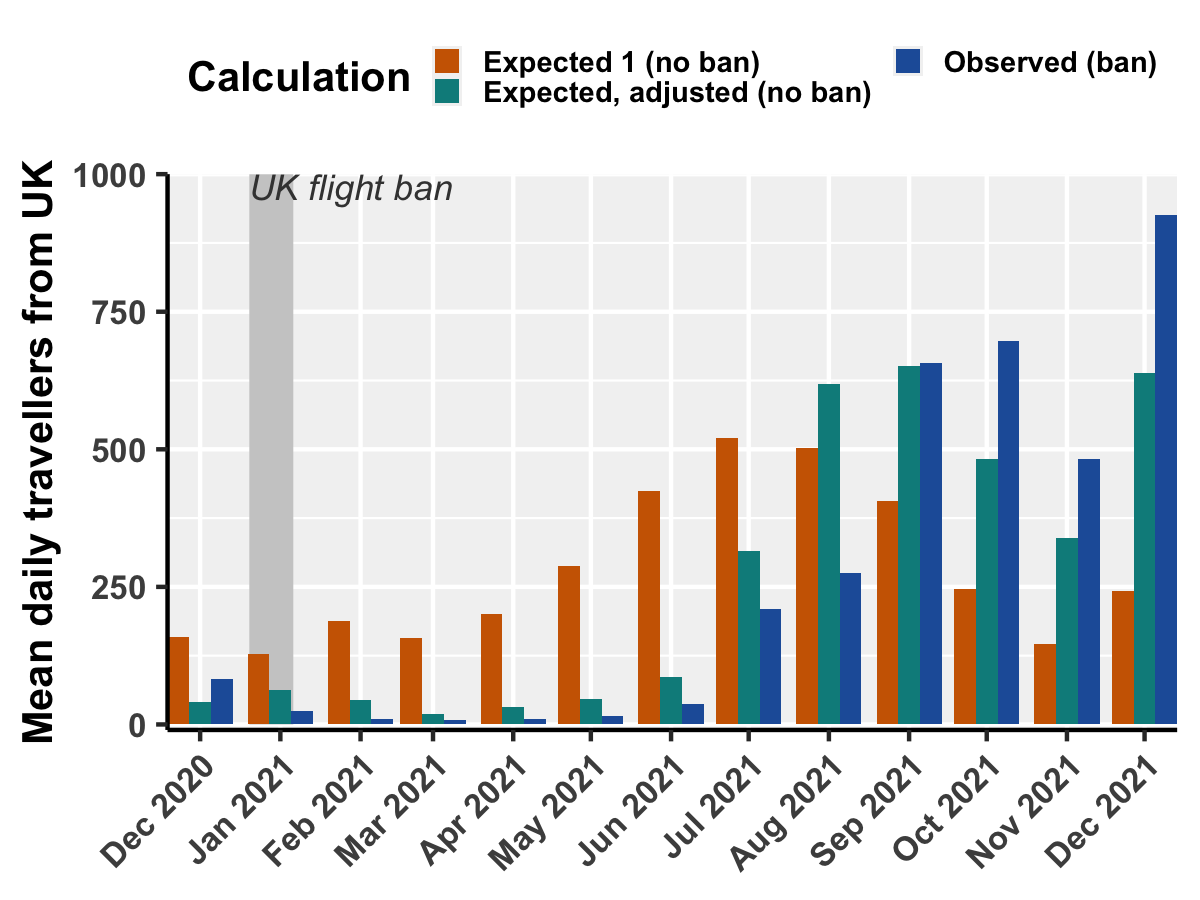 Calculation
Expected 1 (no ban)
Expected, adjusted (no ban)
Observed (ban)
Mean daily travellers from UK
1000
750
500
250
0
UK flight ban
Dec 2020
Jan 2021
Feb 2021
Mar 2021
Apr 2021
May 2021
Jun 2021
Jul 2021
Aug 2021
Sep 2021
Oct 2021
Nov 2021
Dec 2021